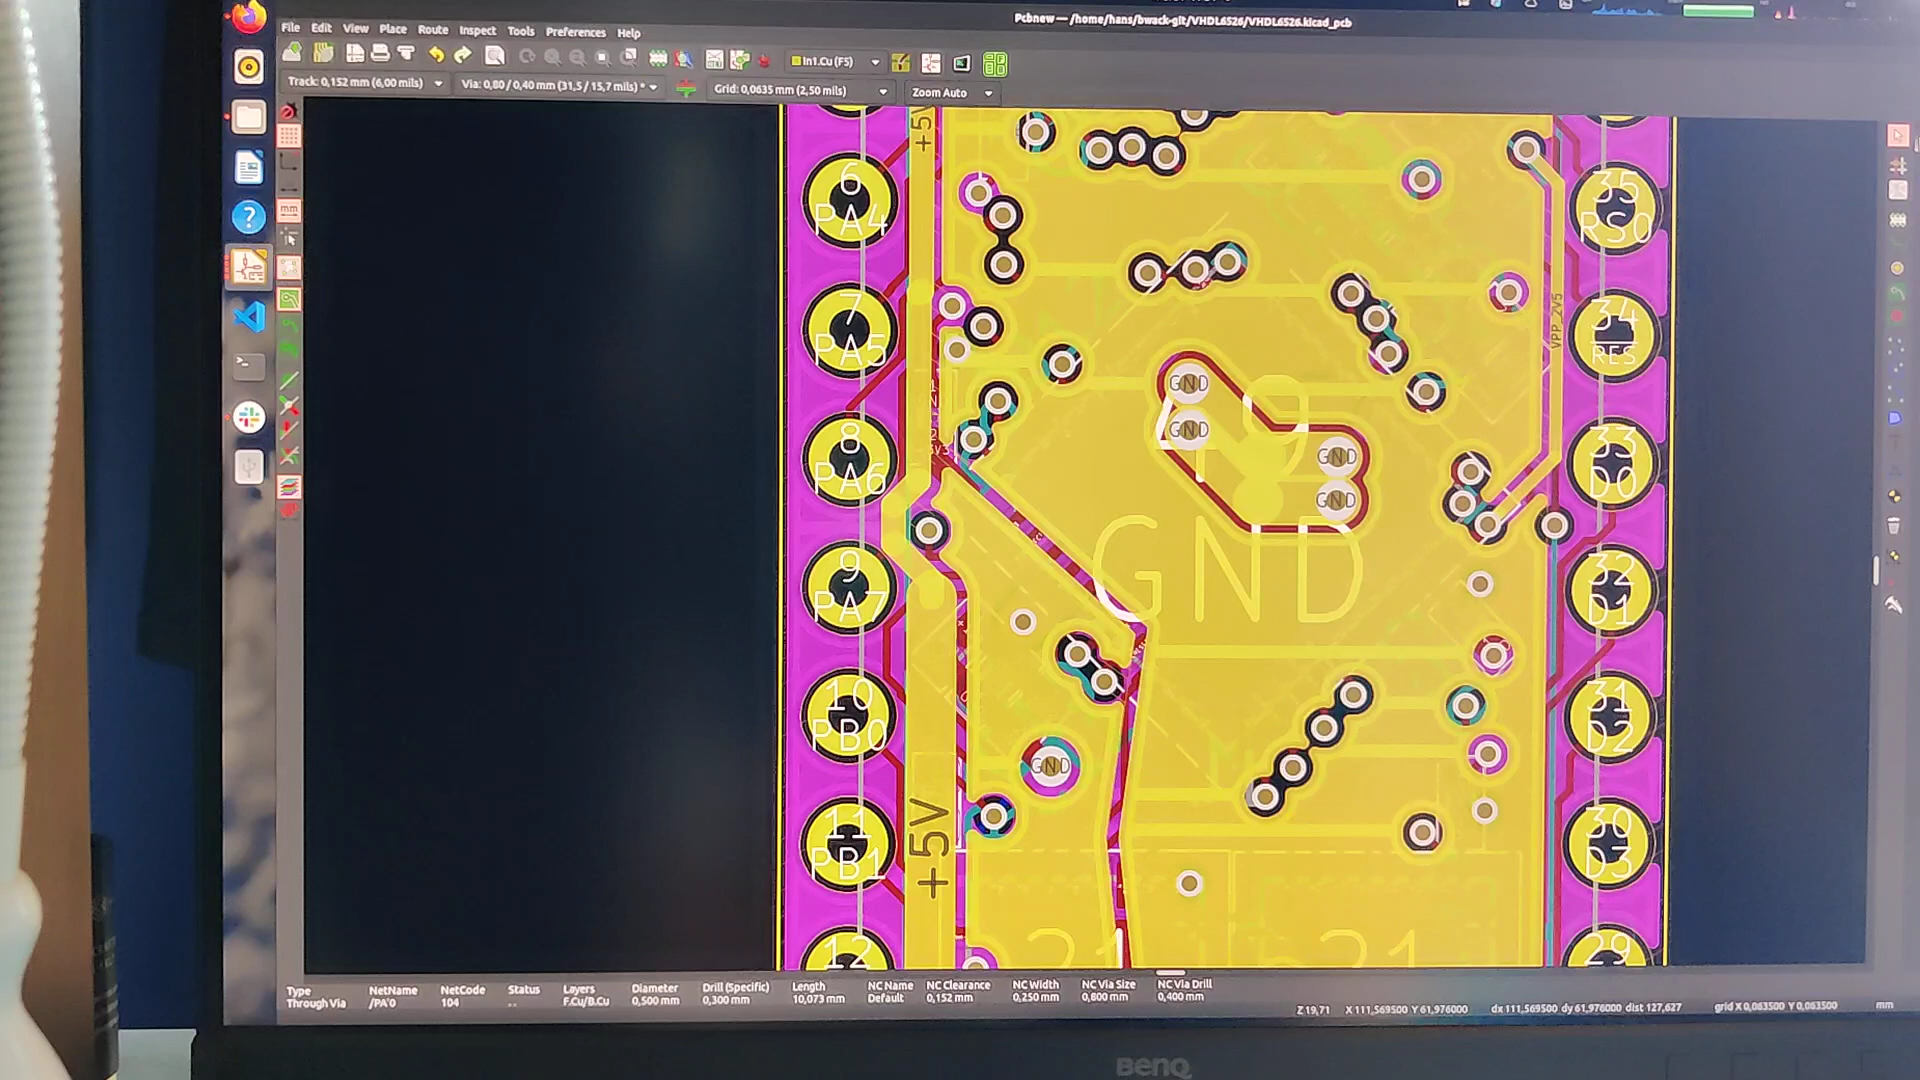 Pcbnew — /home/hans/bwack-git/VHDL6526/VHDL6526.kicad_pcb
File Edit View Place Route Inspect Tools Preferences Help
In1.Cu (F5)
Track: 0,152 mm (6,00 mils) Via: 0,80 / 0,40 mm (31,5 / 15,7 mils) * Grid: 0,0635 mm (2,50 mils) Zoom Auto
+5V
6
PA4
35
RS0
7
PA5
34
RES
VPP_2V5
8
PA6
33
D0
GND
GND
GND
GND
GND
9
PA7
32
D1
10
PB0
31
D2
GND
11
PB1
+5V
30
D3
12
21
21
29
Type NetName NetCode Status Layers Diameter Drill (Specific) Length NC Name NC Clearance NC Width NC Via Size NC Via Drill
Through Via /PA'0 104 -- F.Cu/B.Cu 0,500 mm 0,300 mm 10,073 mm Default 0,152 mm 0,250 mm 0,800 mm 0,400 mm
Z 19,71 X 111,569500 Y 61,976000 dx 111,569500 dy 61,976000 dist 127,627 grid X 0,063500 Y 0,063500 mm
BenQ